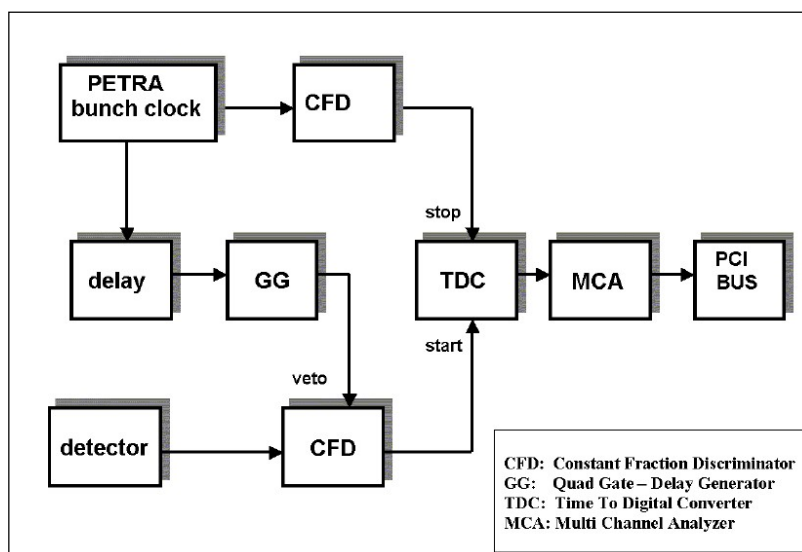 PETRA
bunch clock
CFD
stop
delay
GG
TDC
MCA
PCI
BUS
start
veto
detector
CFD
CFD: Constant Fraction Discriminator
GG: Quad Gate – Delay Generator
TDC: Time To Digital Converter
MCA: Multi Channel Analyzer